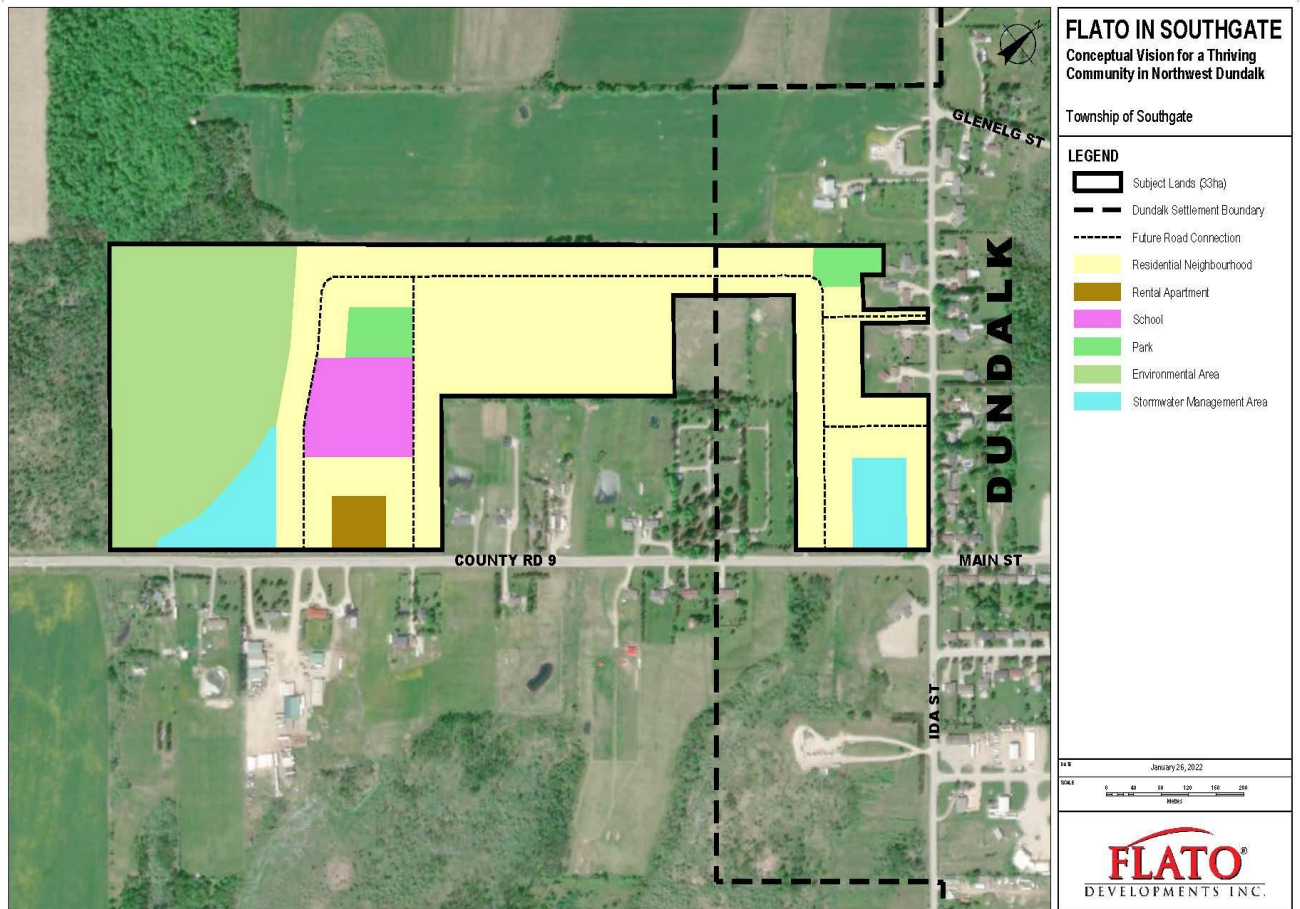 FLATO IN SOUTHGATE
Conceptual Vision for a Thriving
Community in Northwest Dundalk
Township of Southgate
LEGEND
Subject Lands (33ha)
Dundalk Settlement Boundary
Future Road Connection
Residential Neighbourhood
Rental Apartment
School
Park
Environmental Area
Stormwater Management Area
N
GLENELG ST
DUNDALK
COUNTY RD 9
MAIN ST
IDA ST
DATE
January 26, 2022
SCALE
0 40 80 120 160 200
Metres
FLATO®
DEVELOPMENTS INC.